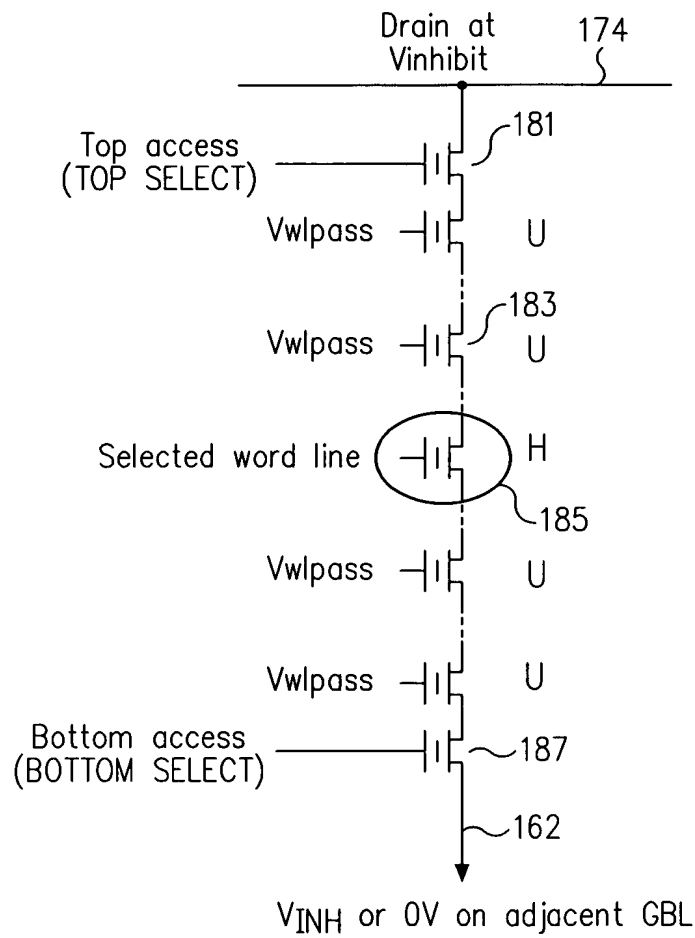 Drain at
Vinhibit
174
181
Top access
(TOP SELECT)
Vwlpass
U
183
Vwlpass
U
Selected word line
H
185
Vwlpass
U
Vwlpass
U
Bottom access
(BOTTOM SELECT)
187
162
VINH or 0V on adjacent GBL